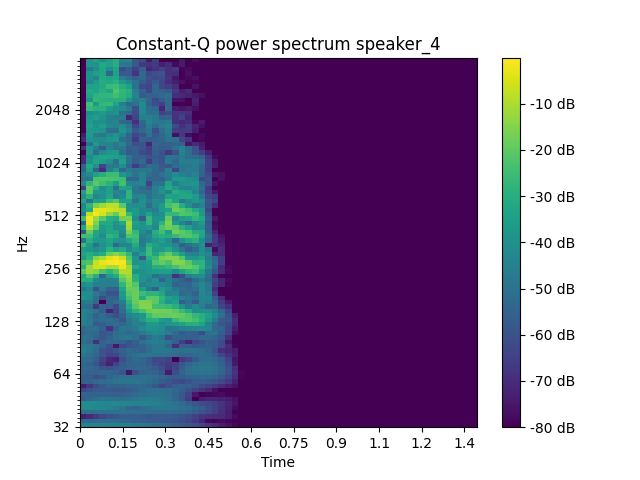 Constant-Q power spectrum speaker_4
Hz
2048
1024
512
256
128
64
32
0 0.15 0.3 0.45 0.6 0.75 0.9 1.1 1.2 1.4
Time
-10 dB
-20 dB
-30 dB
-40 dB
-50 dB
-60 dB
-70 dB
-80 dB